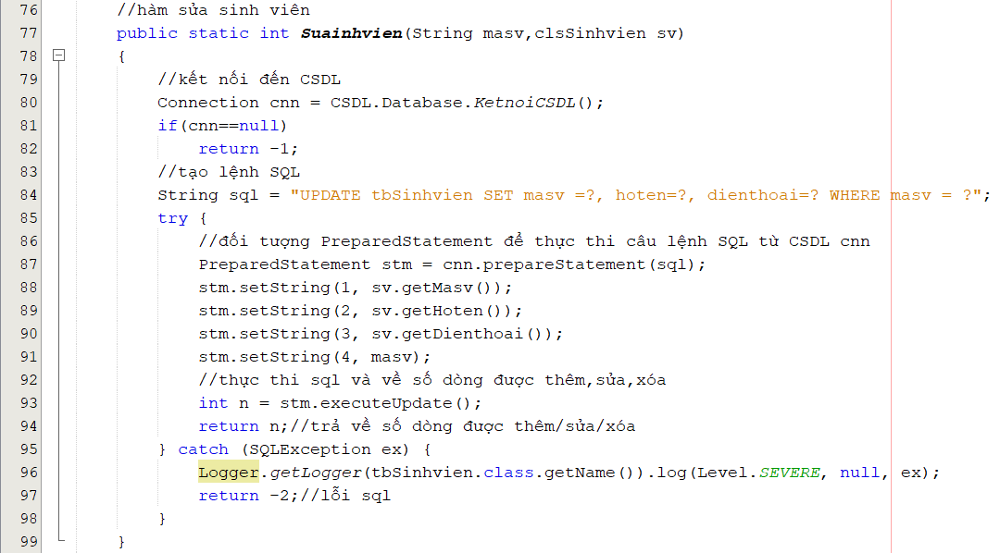 76 //hàm sửa sinh viên
77 public static int Suainhvien(String masv,clsSinhvien sv)
78 {
79 //kết nối đến CSDL
80 Connection cnn = CSDL.Database.KetnoiCSDL();
81 if(cnn==null)
82 return -1;
83 //tạo lệnh SQL
84 String sql = "UPDATE tbSinhvien SET masv =?, hoten=?, dienthoai=? WHERE masv = ?";
85 try {
86 //đối tượng PreparedStatement để thực thi câu lệnh SQL từ CSDL cnn
87 PreparedStatement stm = cnn.prepareStatement(sql);
88 stm.setString(1, sv.getMasv());
89 stm.setString(2, sv.getHoten());
90 stm.setString(3, sv.getDienthoai());
91 stm.setString(4, masv);
92 //thực thi sql và về số dòng được thêm,sửa,xóa
93 int n = stm.executeUpdate();
94 return n;//trả về số dòng được thêm/sửa/xóa
95 } catch (SQLException ex) {
96 Logger.getLogger(tbSinhvien.class.getName()).log(Level.SEVERE, null, ex);
97 return -2;//lỗi sql
98 }
99 }